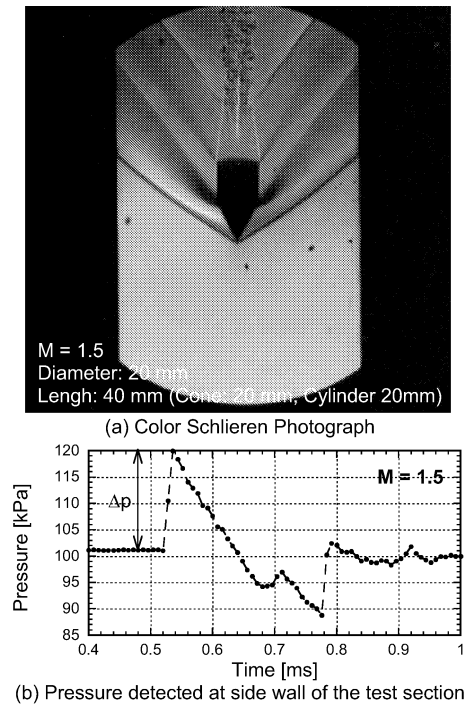 M = 1.5
Diameter: 20 mm
Lengh: 40 mm (Cone: 20 mm, Cylinder 20mm)
(a) Color Schlieren Photograph
120
115
110
105
100
95
90
85
Pressure [kPa]
Δp
M = 1.5
0.4 0.5 0.6 0.7 0.8 0.9 1
Time [ms]
(b) Pressure detected at side wall of the test section